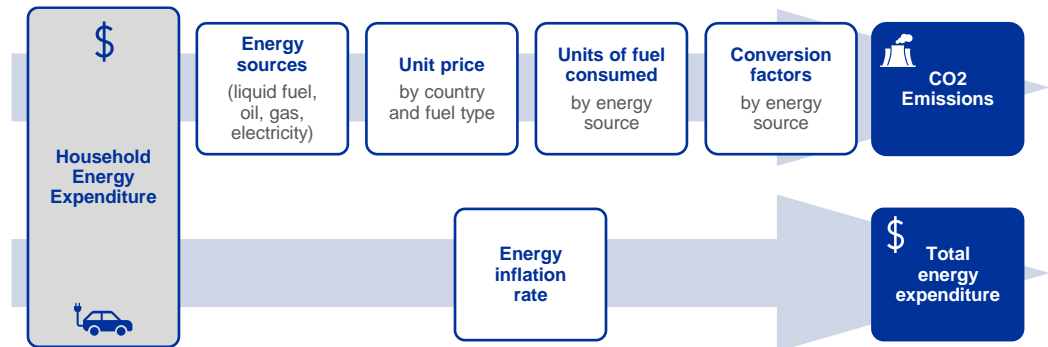 $
Household
Energy
Expenditure
Energy
sources
(liquid fuel,
oil, gas,
electricity)
Unit price
by country
and fuel type
Units of fuel
consumed
by energy
source
Conversion
factors
by energy
source
CO2
Emissions
Energy
inflation
rate
$
Total
energy
expenditure